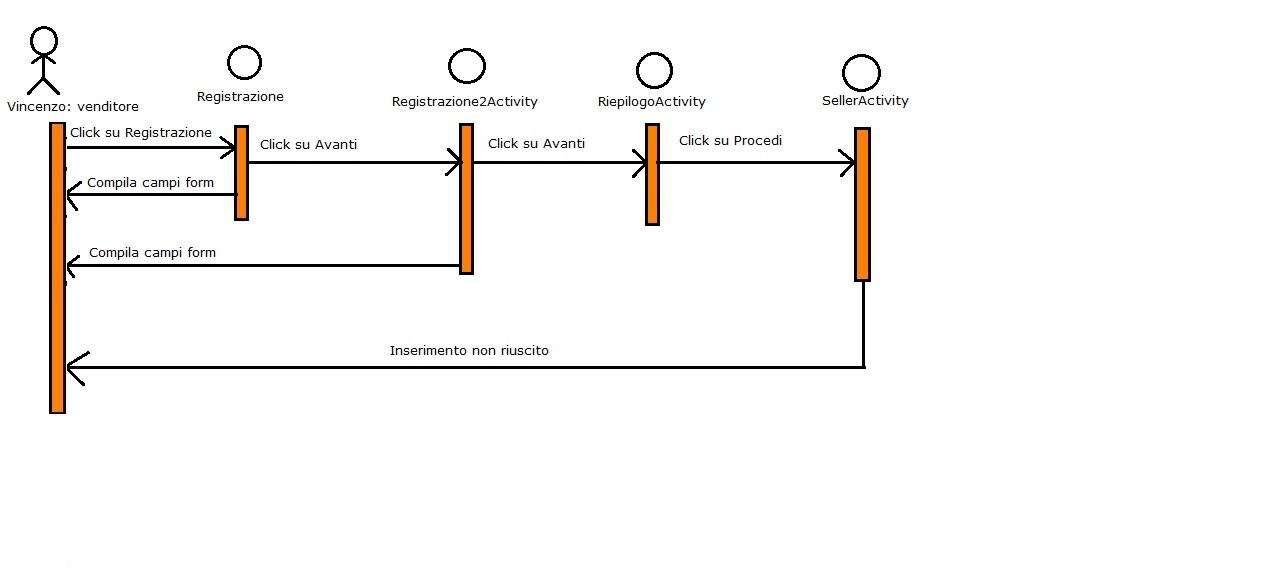 Vincenzo: venditore
Registrazione
Registrazione2Activity
RiepilogoActivity
SellerActivity
Click su Registrazione
Click su Avanti
Click su Avanti
Click su Procedi
Compila campi form
Compila campi form
Inserimento non riuscito